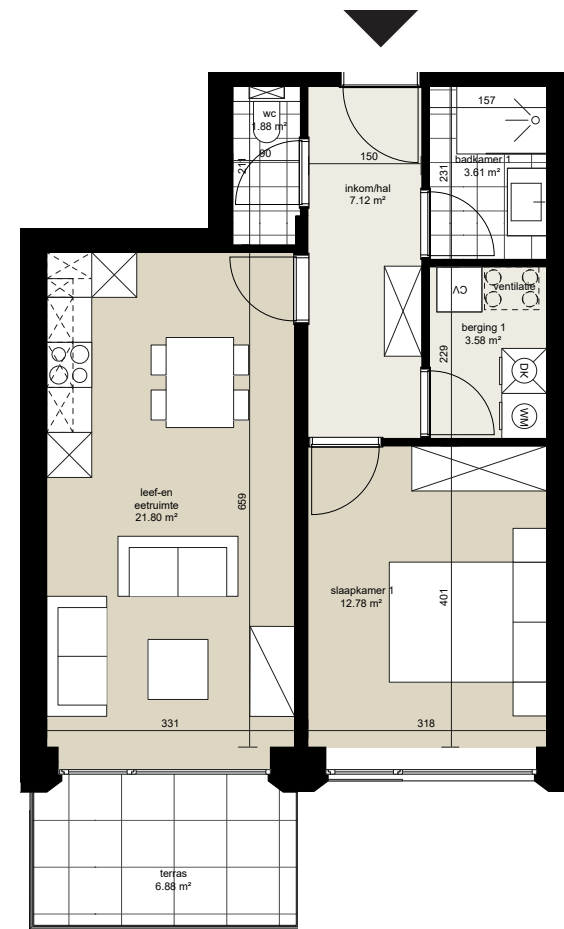 wc
1.88 m²
90
211
150
inkom/hal
7.12 m²
157
badkamer 1
3.61 m²
231
CV
ventilatie
berging 1
3.58 m²
229
DK
WM
leef-en
eetruimte
21.80 m²
659
slaapkamer 1
12.78 m²
401
331
318
terras
6.88 m²